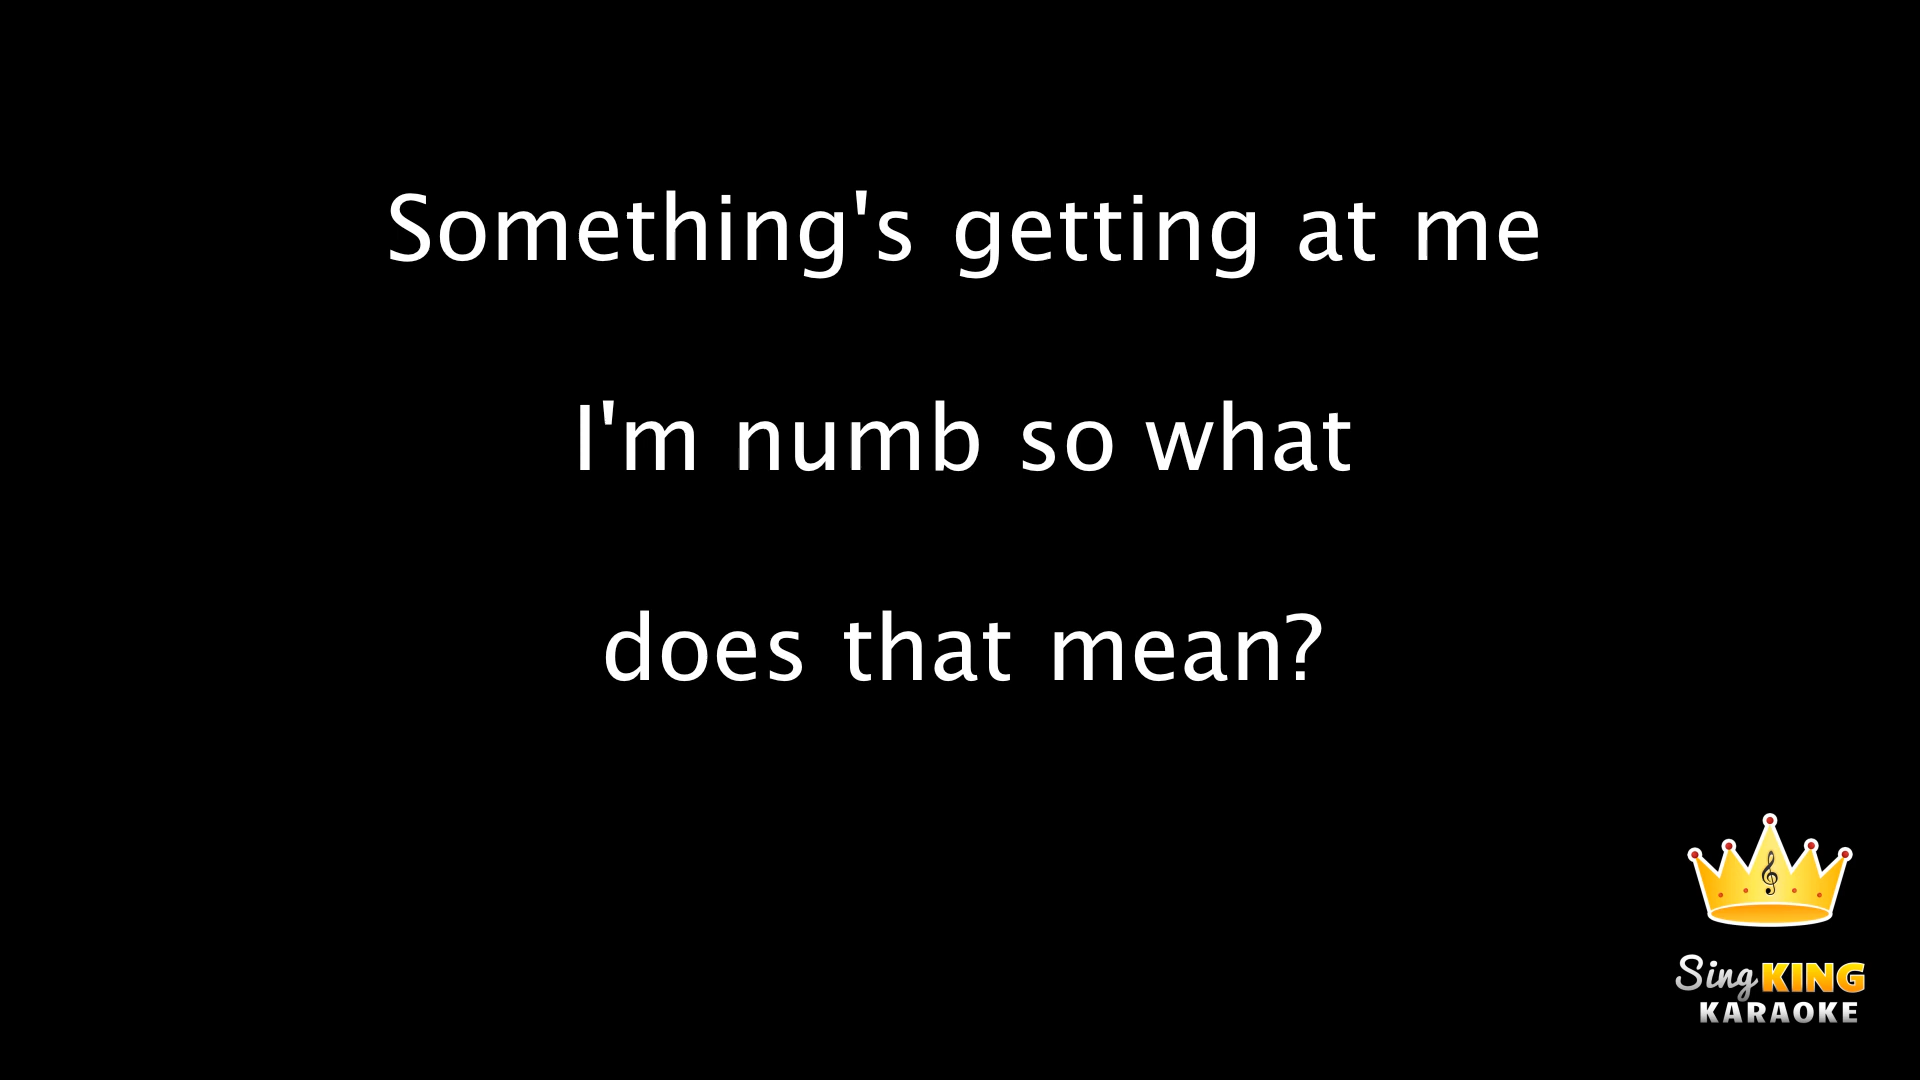 Something's getting at me
I'm numb so what
does that mean?
Sing KING
KARAOKE